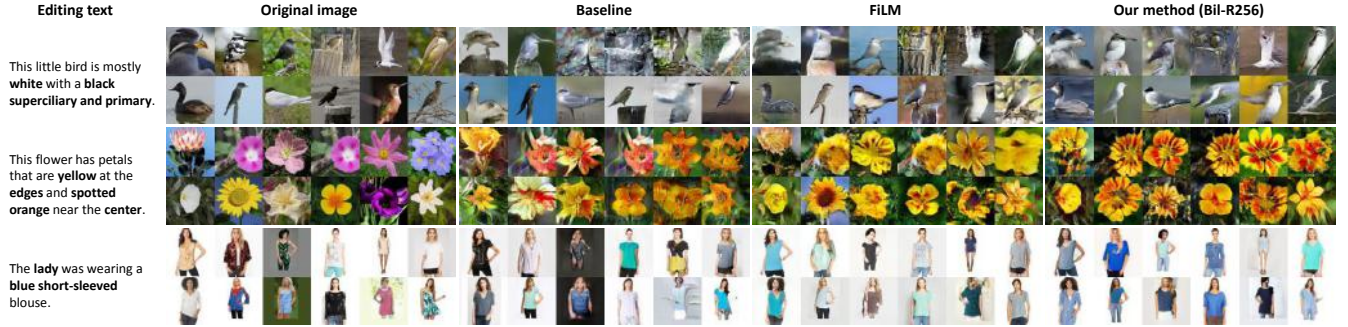 Editing text
Original image
Baseline
FiLM
Our method (Bil-R256)
This little bird is mostly
white with a black
superciliary and primary.
This flower has petals
that are yellow at the
edges and spotted
orange near the center.
The lady was wearing a
blue short-sleeved
blouse.